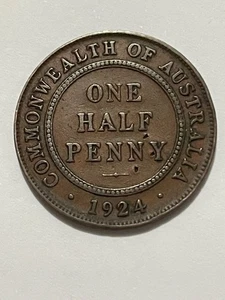 COMMONWEALTH OF AUSTRALIA
ONE
HALF
PENNY
· 1924 ·